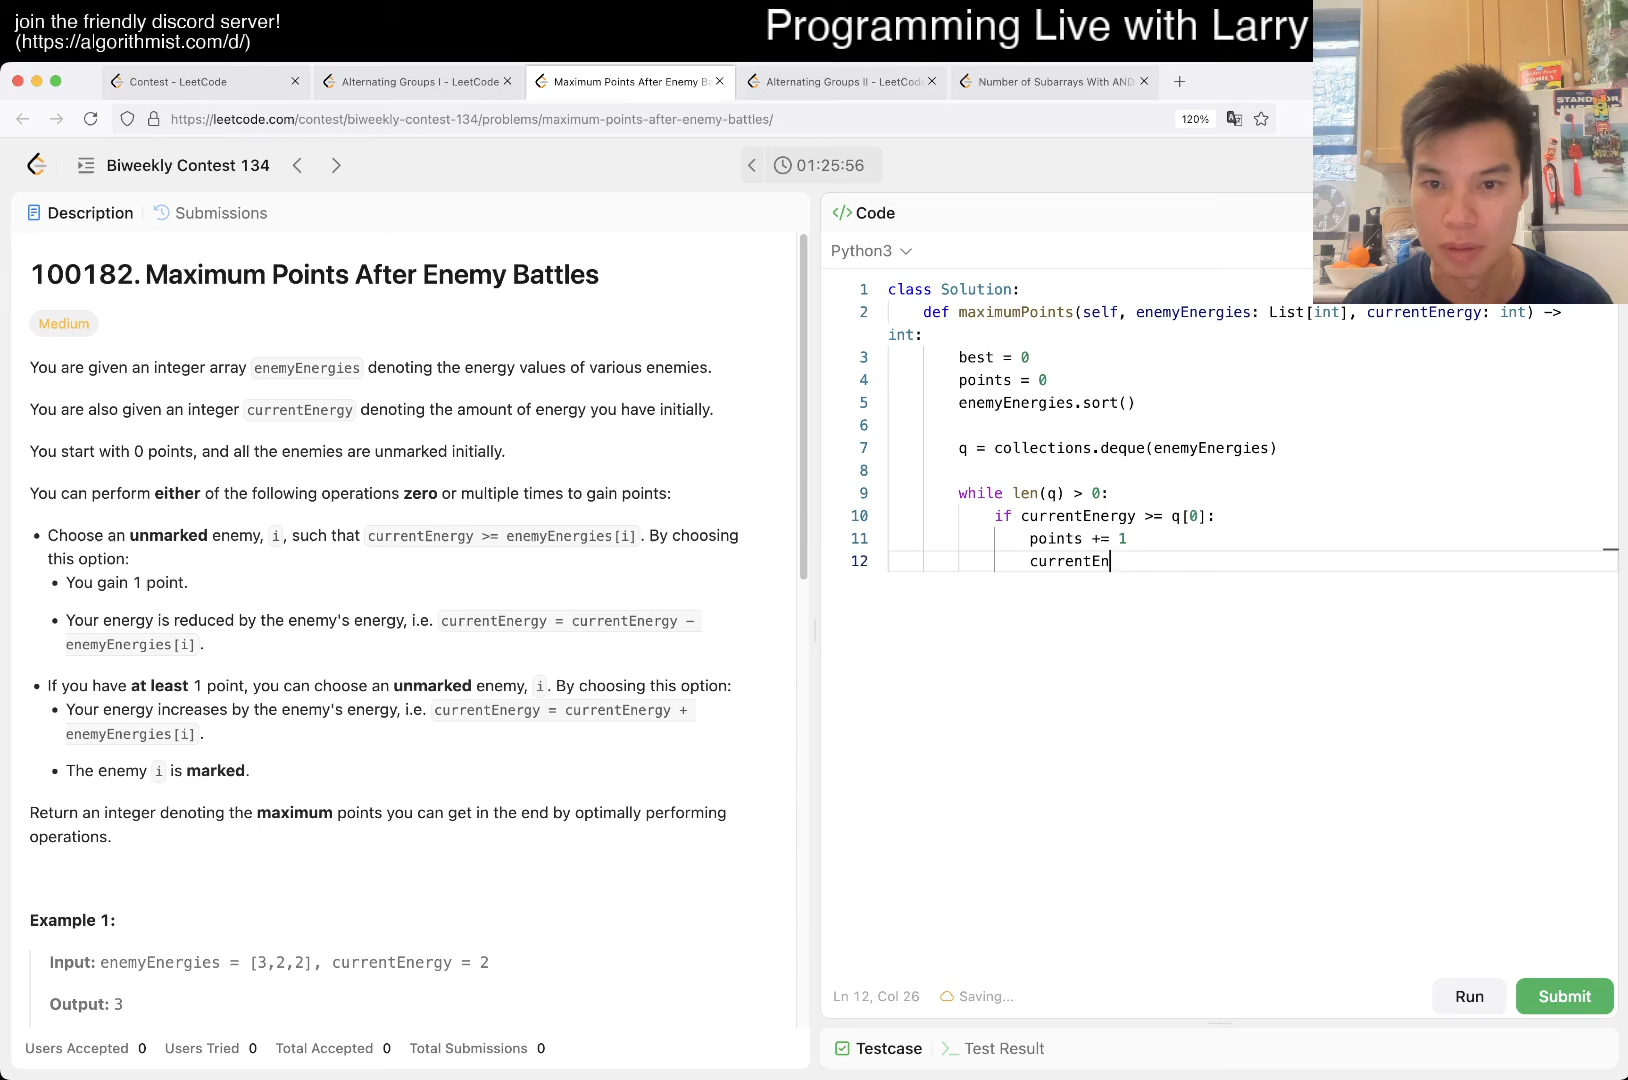 join the friendly discord server!
(https://algorithmist.com/d/)
Programming Live with Larry
Contest - LeetCode
Alternating Groups I - LeetCode
Maximum Points After Enemy Ba
Alternating Groups II - LeetCod
Number of Subarrays With AND
https://leetcode.com/contest/biweekly-contest-134/problems/maximum-points-after-enemy-battles/
120%
Biweekly Contest 134
01:25:56
Description
Submissions
100182. Maximum Points After Enemy Battles
Medium
You are given an integer array enemyEnergies denoting the energy values of various enemies.
You are also given an integer currentEnergy denoting the amount of energy you have initially.
You start with 0 points, and all the enemies are unmarked initially.
You can perform either of the following operations zero or multiple times to gain points:
• Choose an unmarked enemy, i, such that currentEnergy >= enemyEnergies[i]. By choosing
this option:
• You gain 1 point.
• Your energy is reduced by the enemy's energy, i.e. currentEnergy = currentEnergy -
enemyEnergies[i].
• If you have at least 1 point, you can choose an unmarked enemy, i. By choosing this option:
• Your energy increases by the enemy's energy, i.e. currentEnergy = currentEnergy +
enemyEnergies[i].
• The enemy i is marked.
Return an integer denoting the maximum points you can get in the end by optimally performing
operations.
Example 1:
Input: enemyEnergies = [3,2,2], currentEnergy = 2
Output: 3
Users Accepted 0 Users Tried 0 Total Accepted 0 Total Submissions 0
</> Code
Python3
1 class Solution:
2 def maximumPoints(self, enemyEnergies: List[int], currentEnergy: int) ->
int:
3 best = 0
4 points = 0
5 enemyEnergies.sort()
6
7 q = collections.deque(enemyEnergies)
8
9 while len(q) > 0:
10 if currentEnergy >= q[0]:
11 points += 1
12 currentEn
Ln 12, Col 26 Saving...
Run
Submit
Testcase
Test Result